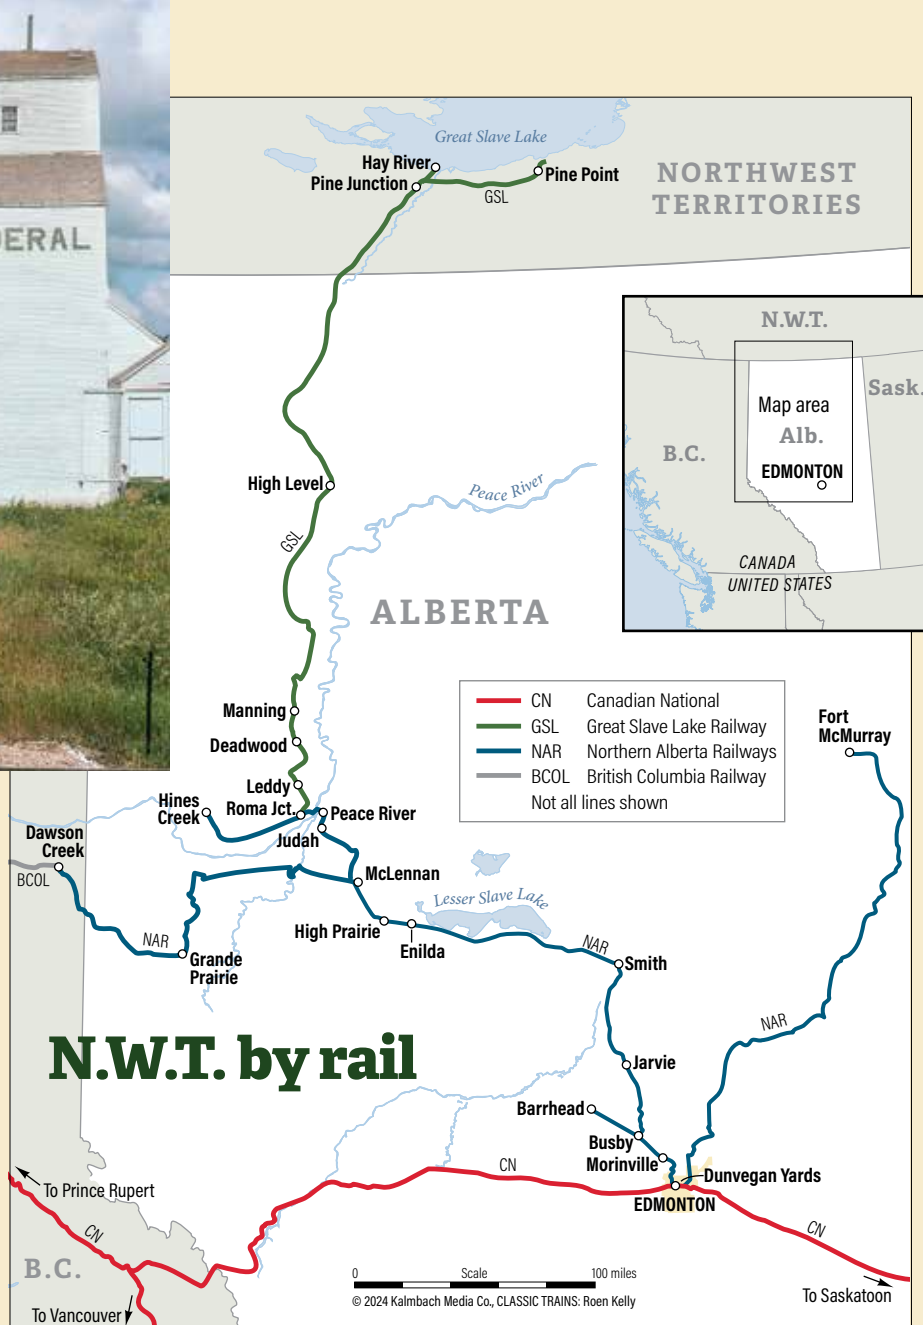 DERAL
Great Slave Lake
Hay River
Pine Junction
Pine Point
GSL
NORTHWEST
TERRITORIES
N.W.T.
Sask.
Map area
Alb.
B.C.
EDMONTON
CANADA
UNITED STATES
High Level
Peace River
GSL
ALBERTA
CN Canadian National
GSL Great Slave Lake Railway
NAR Northern Alberta Railways
BCOL British Columbia Railway
Not all lines shown
Manning
Deadwood
Leddy
Roma Jct.
Peace River
Judah
Hines
Creek
Dawson
Creek
BCOL
NAR
Grande
Prairie
McLennan
High Prairie
Enilda
Lesser Slave Lake
NAR
Smith
Fort
McMurray
NAR
N.W.T. by rail
Jarvie
Barrhead
Busby
Morinville
Dunvegan Yards
EDMONTON
CN
To Prince Rupert
CN
B.C.
To Vancouver
CN
To Saskatoon
0 Scale 100 miles
© 2024 Kalmbach Media Co., CLASSIC TRAINS: Roen Kelly